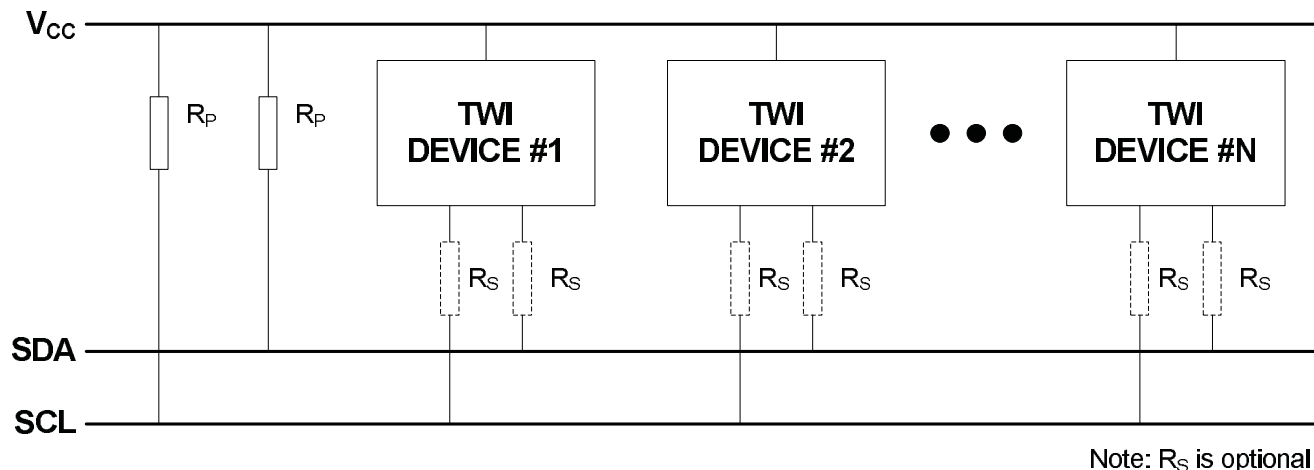 VCC
RP RP
TWI DEVICE #1
TWI DEVICE #2
TWI DEVICE #N
RS RS RS RS RS RS
SDA
SCL
Note: RS is optional